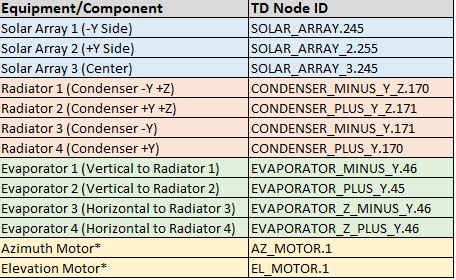 Equipment/Component TD Node ID
Solar Array 1 (-Y Side) SOLAR_ARRAY.245
Solar Array 2 (+Y Side) SOLAR_ARRAY_2.255
Solar Array 3 (Center) SOLAR_ARRAY_3.245
Radiator 1 (Condenser -Y +Z) CONDENSER_MINUS_Y_Z.170
Radiator 2 (Condenser +Y +Z) CONDENSER_PLUS_Y_Z.171
Radiator 3 (Condenser -Y) CONDENSER_MINUS_Y.171
Radiator 4 (Condenser +Y) CONDENSER_PLUS_Y.170
Evaporator 1 (Vertical to Radiator 1) EVAPORATOR_MINUS_Y.46
Evaporator 2 (Vertical to Radiator 2) EVAPORATOR_PLUS_Y.45
Evaporator 3 (Horizontal to Radiator 3) EVAPORATOR_Z_MINUS_Y.46
Evaporator 4 (Horizontal to Radiator 4) EVAPORATOR_Z_PLUS_Y.46
Azimuth Motor* AZ_MOTOR.1
Elevation Motor* EL_MOTOR.1